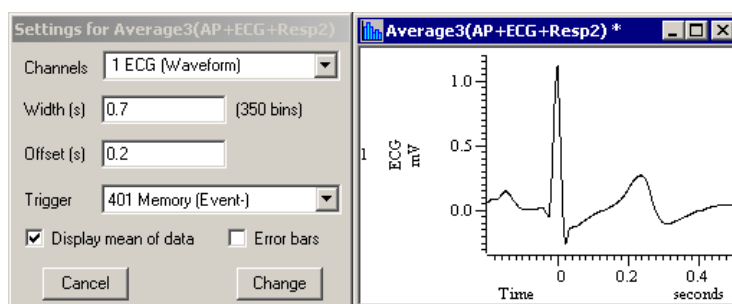 Settings for Average3(AP+ECG+Resp2)
Channels 1 ECG (Waveform)
Width (s) 0.7 (350 bins)
Offset (s) 0.2
Trigger 401 Memory (Event-)
Display mean of data Error bars
Cancel Change
Average3(AP+ECG+Resp2) *
1.0
0.5
0.0
1
ECG
mV
0 0.2 0.4
Time seconds